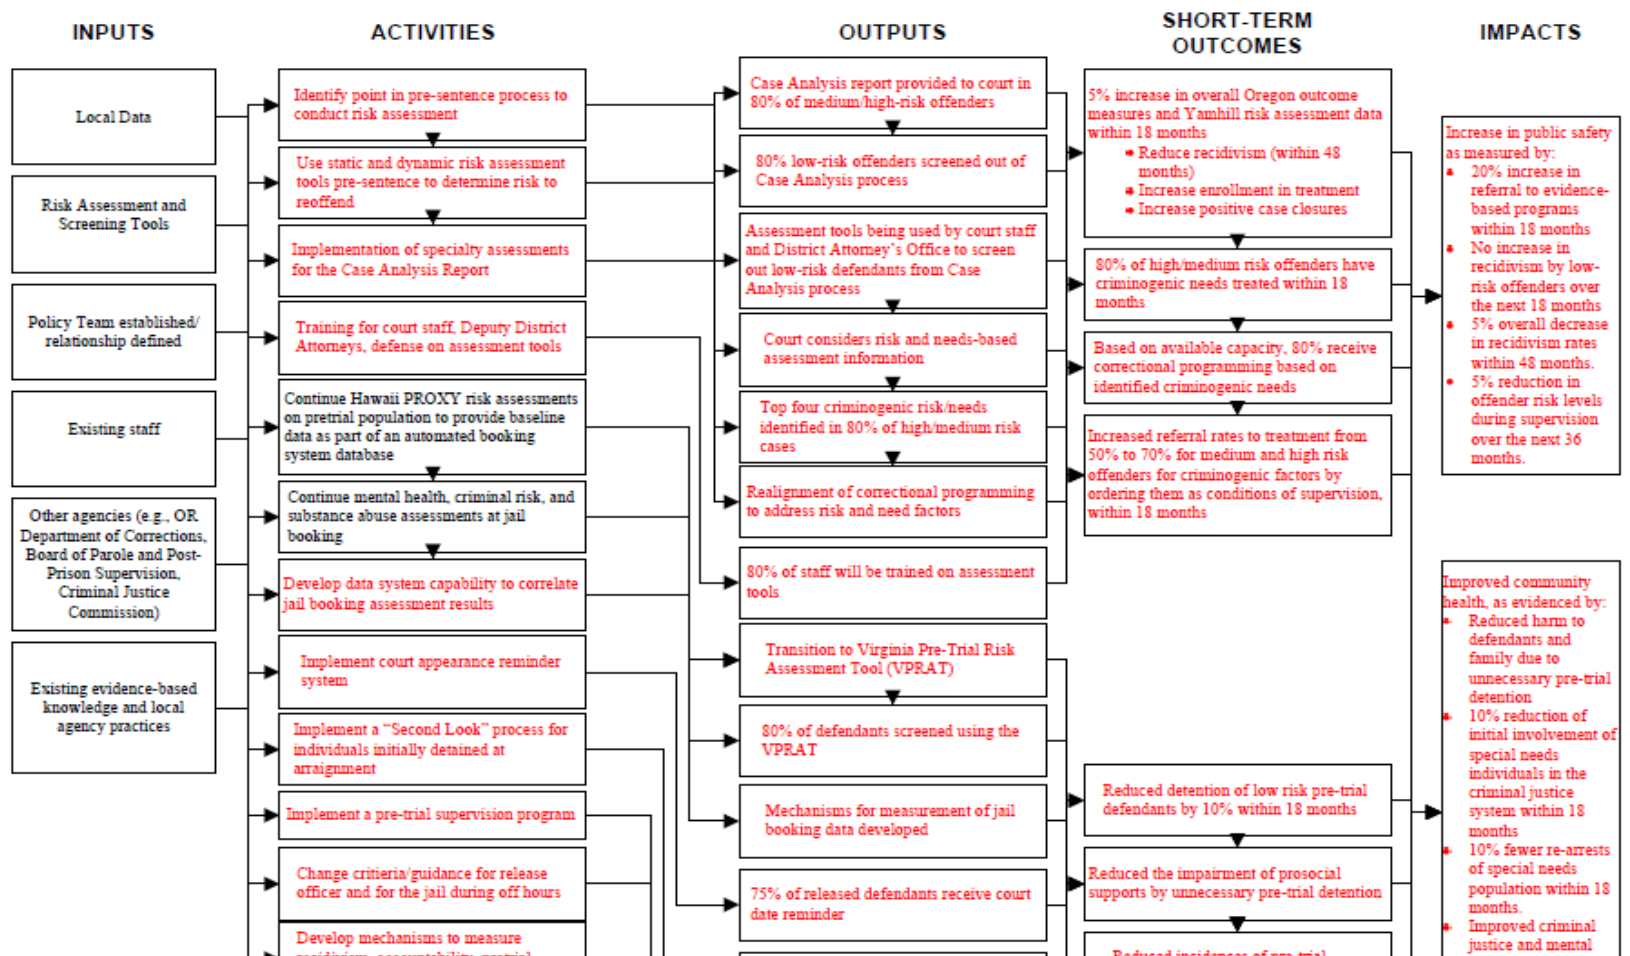 INPUTS
ACTIVITIES
OUTPUTS
SHORT-TERM
OUTCOMES
IMPACTS
Local Data
Risk Assessment and
Screening Tools
Policy Team established/
relationship defined
Existing staff
Other agencies (e.g., OR
Department of Corrections,
Board of Parole and Post-
Prison Supervision,
Criminal Justice
Commission)
Existing evidence-based
knowledge and local
agency practices
Identify point in pre-sentence process to
conduct risk assessment
Use static and dynamic risk assessment
tools pre-sentence to determine risk to
reoffend
Implementation of specialty assessments
for the Case Analysis Report
Training for court staff, Deputy District
Attorneys, defense on assessment tools
Continue Hawaii PROXY risk assessments
on pretrial population to provide baseline
data as part of an automated booking
system database
Continue mental health, criminal risk, and
substance abuse assessments at jail
booking
Develop data system capability to correlate
jail booking assessment results
Implement court appearance reminder
system
Implement a “Second Look” process for
individuals initially detained at
arraignment
Implement a pre-trial supervision program
Change critieria/guidance for release
officer and for the jail during off hours
Develop mechanisms to measure
recidivism, accountability, pretrial
Case Analysis report provided to court in
80% of medium/high-risk offenders
80% low-risk offenders screened out of
Case Analysis process
Assessment tools being used by court staff
and District Attorney’s Office to screen
out low-risk defendants from Case
Analysis process
Court considers risk and needs-based
assessment information
Top four criminogenic risk/needs
identified in 80% of high/medium risk
cases
Realignment of correctional programming
to address risk and need factors
80% of staff will be trained on assessment
tools
Transition to Virginia Pre-Trial Risk
Assessment Tool (VPRAT)
80% of defendants screened using the
VPRAT
Mechanisms for measurement of jail
booking data developed
75% of released defendants receive court
date reminder
5% increase in overall Oregon outcome
measures and Yamhill risk assessment data
within 18 months
Reduce recidivism (within 48
months)
Increase enrollment in treatment
Increase positive case closures
80% of high/medium risk offenders have
criminogenic needs treated within 18
months
Based on available capacity, 80% receive
correctional programming based on
identified criminogenic needs
Increased referral rates to treatment from
50% to 70% for medium and high risk
offenders for criminogenic factors by
ordering them as conditions of supervision,
within 18 months
Reduced detention of low risk pre-trial
defendants by 10% within 18 months
Reduced the impairment of prosocial
supports by unnecessary pre-trial detention
Reduced incidences of pre-trial
Increase in public safety
as measured by:
20% increase in
referral to evidence-
based programs
within 18 months
No increase in
recidivism by low-
risk offenders over
the next 18 months
5% overall decrease
in recidivism rates
within 48 months.
5% reduction in
offender risk levels
during supervision
over the next 36
months.
Improved community
health, as evidenced by:
Reduced harm to
defendants and
family due to
unnecessary pre-trial
detention
10% reduction of
initial involvement of
special needs
individuals in the
criminal justice
system within 18
months
10% fewer re-arrests
of special needs
population within 18
months.
Improved criminal
justice and mental